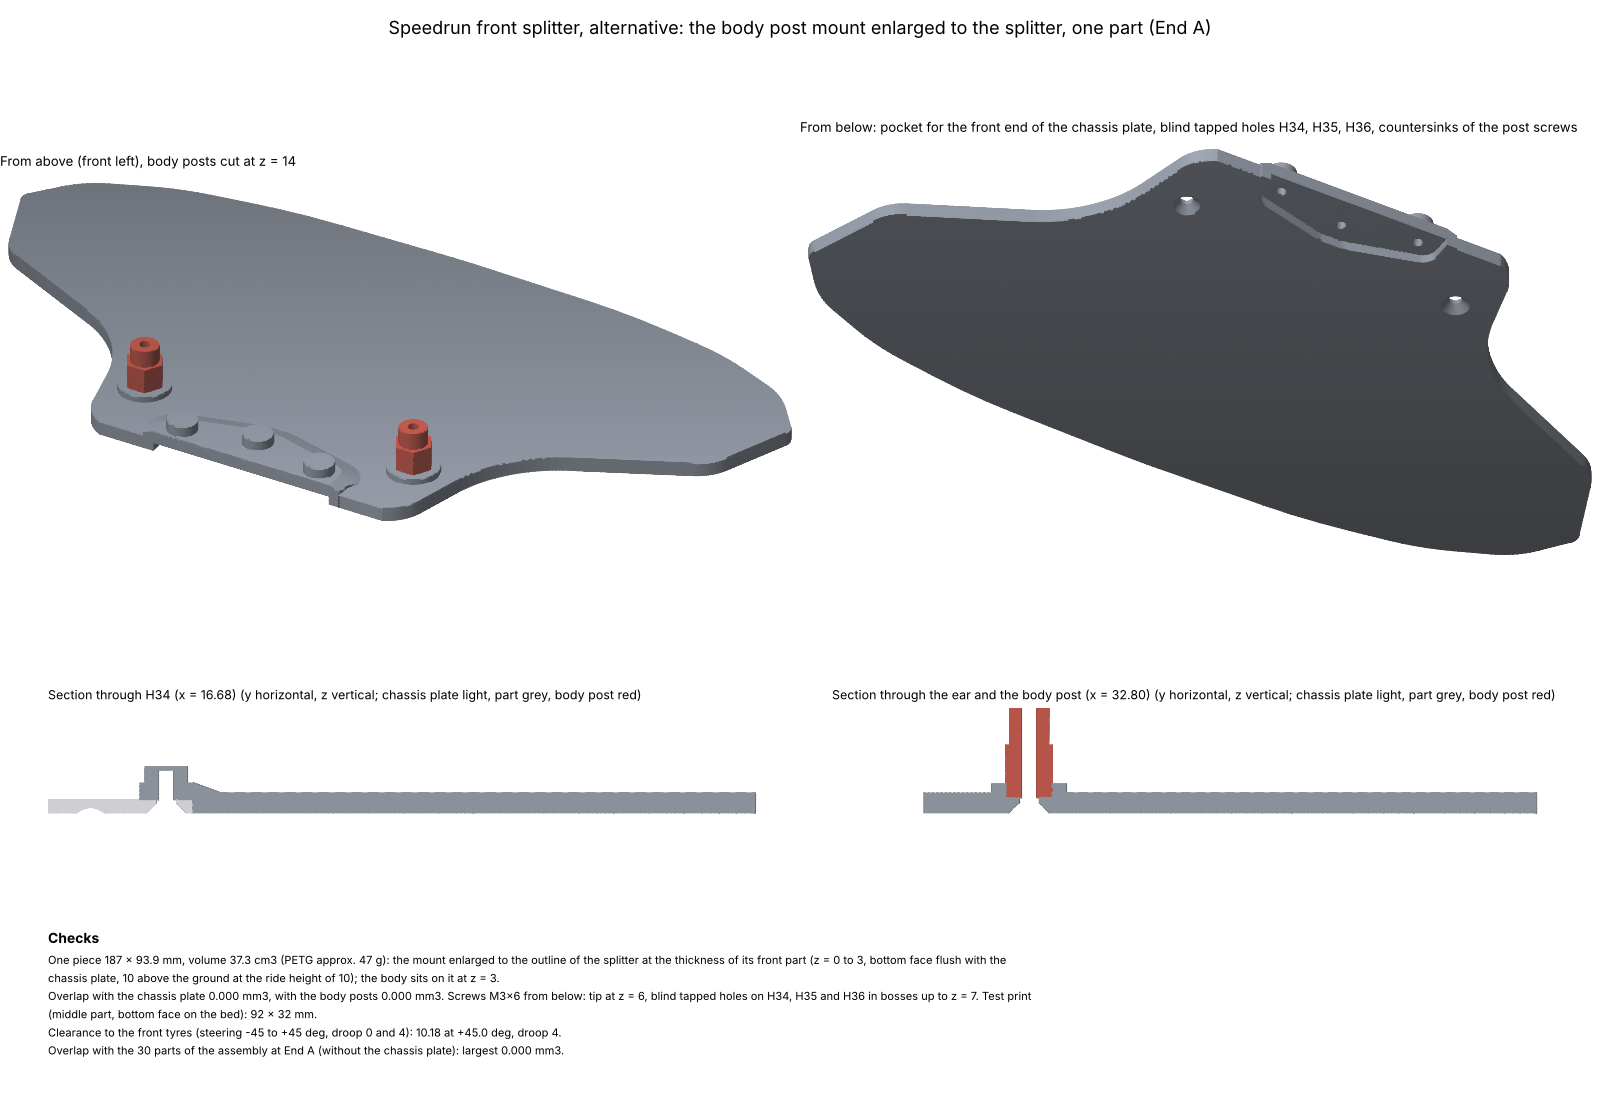 Speedrun front splitter, alternative: the body post mount enlarged to the splitter, one part (End A)
From below: pocket for the front end of the chassis plate, blind tapped holes H34, H35, H36, countersinks of the post screws
From above (front left), body posts cut at z = 14
Section through H34 (x = 16.68) (y horizontal, z vertical; chassis plate light, part grey, body post red)
Section through the ear and the body post (x = 32.80) (y horizontal, z vertical; chassis plate light, part grey, body post red)
Checks
One piece 187 × 93.9 mm, volume 37.3 cm3 (PETG approx. 47 g): the mount enlarged to the outline of the splitter at the thickness of its front part (z = 0 to 3, bottom face flush with the
chassis plate, 10 above the ground at the ride height of 10); the body sits on it at z = 3.
Overlap with the chassis plate 0.000 mm3, with the body posts 0.000 mm3. Screws M3×6 from below: tip at z = 6, blind tapped holes on H34, H35 and H36 in bosses up to z = 7. Test print
(middle part, bottom face on the bed): 92 × 32 mm.
Clearance to the front tyres (steering -45 to +45 deg, droop 0 and 4): 10.18 at +45.0 deg, droop 4.
Overlap with the 30 parts of the assembly at End A (without the chassis plate): largest 0.000 mm3.